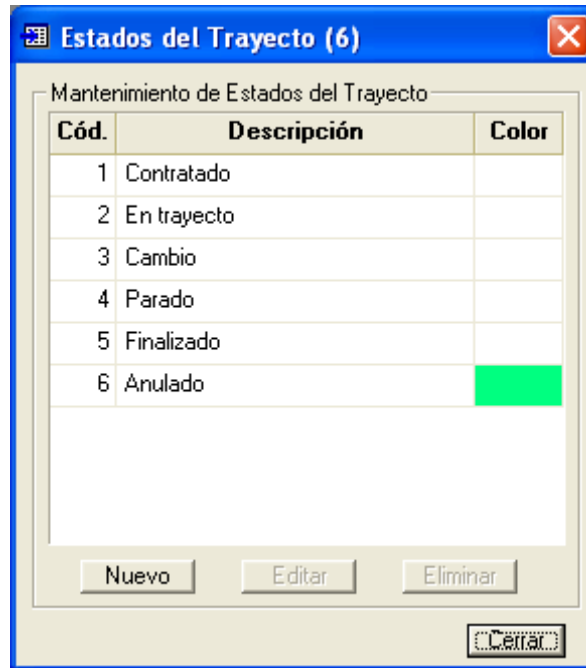 Estados del Trayecto (6)
Mantenimiento de Estados del Trayecto
Cód. Descripción Color
1 Contratado
2 En trayecto
3 Cambio
4 Parado
5 Finalizado
6 Anulado
Nuevo Editar Eliminar
Cerrar